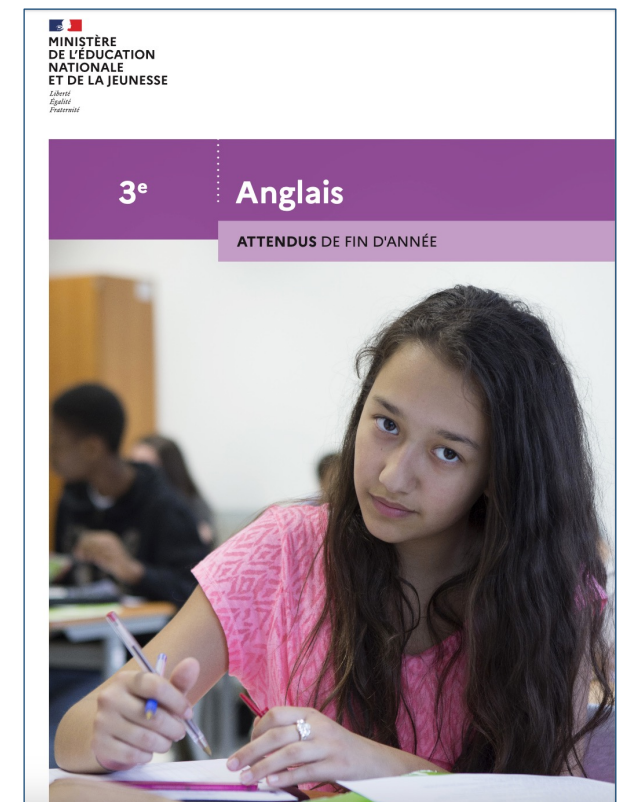 MINISTÈRE
DE L'ÉDUCATION
NATIONALE
ET DE LA JEUNESSE
Liberté
Égalité
Fraternité
3e
Anglais
ATTENDUS DE FIN D'ANNÉE